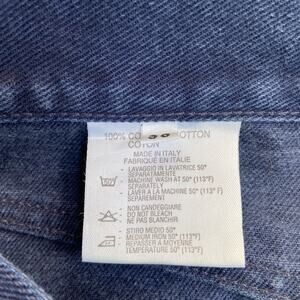 100% CO OTTON
COTON
MADE IN ITALY
FABRIQUÉ EN ITALIE
- LAVAGGIO IN LAVATRICE 50°
SEPARATAMENTE
- MACHINE WASH AT 50° (113°F)
SEPARATELY
- LAVER A LA MACHINE 50° (113°F)
SEPAREMENT
- NON CANDEGGIARE
DO NOT BLEACH
NE PAS BLANCHIR
- STIRO MEDIO 50°
- MEDIUM IRON 50° (113°F)
- REPASSER A MOYENNE
TEMPERATURE 50° (113°F)